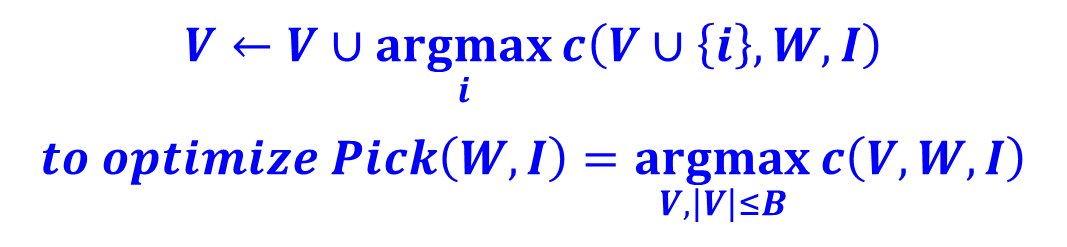 V ← V ∪ argmax c(V ∪ {i}, W, I)
i
to optimize Pick(W, I) = argmax c(V, W, I)
V,|V|≤B